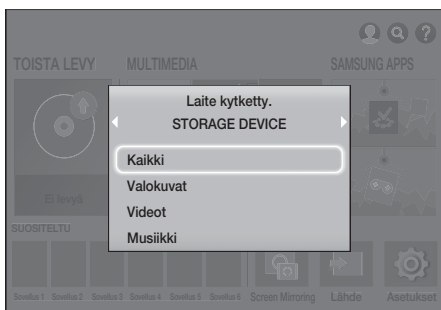 TOISTA LEVY MULTIMEDIA SAMSUNG APPS
Laite kytketty.
STORAGE DEVICE
Kaikki
Valokuvat
Videot
Musiikki
Ei levyä
SUOSITELTU
Sovellus 1 Sovellus 2 Sovellus 3 Sovellus 4 Sovellus 5 Sovellus 6 Screen Mirroring Lähde Asetukset